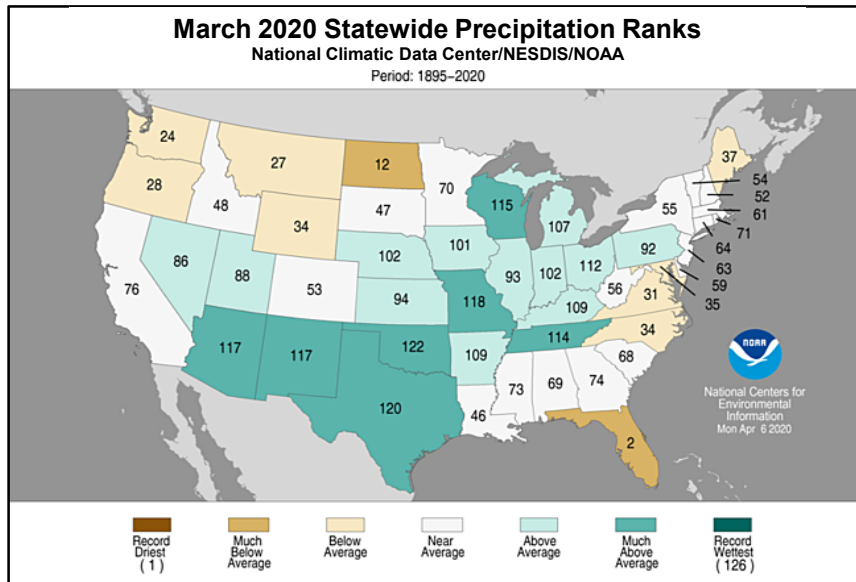 March 2020 Statewide Precipitation Ranks
National Climatic Data Center/NESDIS/NOAA
Period: 1895–2020
24
27
12
70
37
28
48
47
115
107
54
52
34
55
61
71
102
101
92
64
86
88
93
102
112
63
76
53
94
56
59
118
109
31
35
117
117
122
114
34
109
68
120
73
69
74
46
2
NOAA
National Centers for
Environmental
Information
Mon Apr 6 2020
Record
Driest
(1)
Much
Below
Average
Below
Average
Near
Average
Above
Average
Much
Above
Average
Record
Wettest
(126)